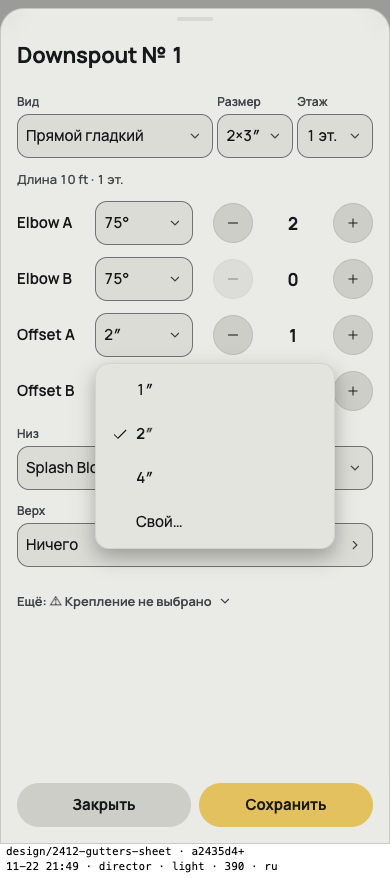 Downspout № 1
Вид Размер Этаж
Прямой гладкий 2×3″ 1 эт.
Длина 10 ft · 1 эт.
Elbow A 75° − 2 +
Elbow B 75° − 0 +
Offset A 2″ − 1 +
Offset B +
1″
✓ 2″
4″
Свой…
Низ
Splash Blo
Верх
Ничего
Ещё: ⚠ Крепление не выбрано
Закрыть Сохранить
design/2412-gutters-sheet · a2435d4+
11-22 21:49 · director · light · 390 · ru